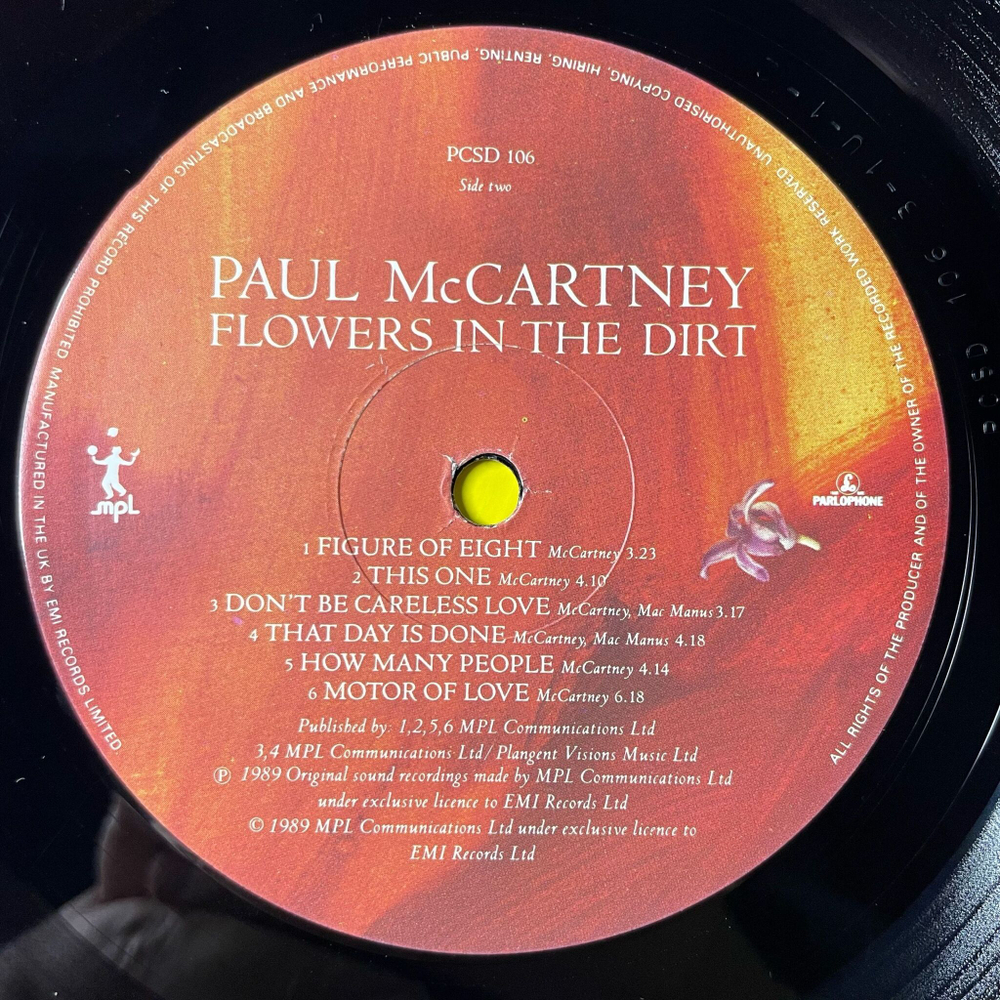 PCSD 106
Side two
PAUL McCARTNEY
FLOWERS IN THE DIRT
mpl
PARLOPHONE
1 FIGURE OF EIGHT McCartney 3.23
2 THIS ONE McCartney 4.10
3 DON'T BE CARELESS LOVE McCartney, Mac Manus 3.17
4 THAT DAY IS DONE McCartney, Mac Manus 4.18
5 HOW MANY PEOPLE McCartney 4.14
6 MOTOR OF LOVE McCartney 6.18
Published by: 1,2,5,6 MPL Communications Ltd
3,4 MPL Communications Ltd/ Plangent Visions Music Ltd
℗ 1989 Original sound recordings made by MPL Communications Ltd
under exclusive licence to EMI Records Ltd
© 1989 MPL Communications Ltd under exclusive licence to
EMI Records Ltd
ALL RIGHTS OF THE PRODUCER AND OF THE OWNER OF THE RECORDED WORK RESERVED UNAUTHORISED COPYING, HIRING, RENTING, PUBLIC PERFORMANCE AND BROADCASTING OF THIS RECORD PROHIBITED. MANUFACTURED IN THE UK BY EMI RECORDS LIMITED.